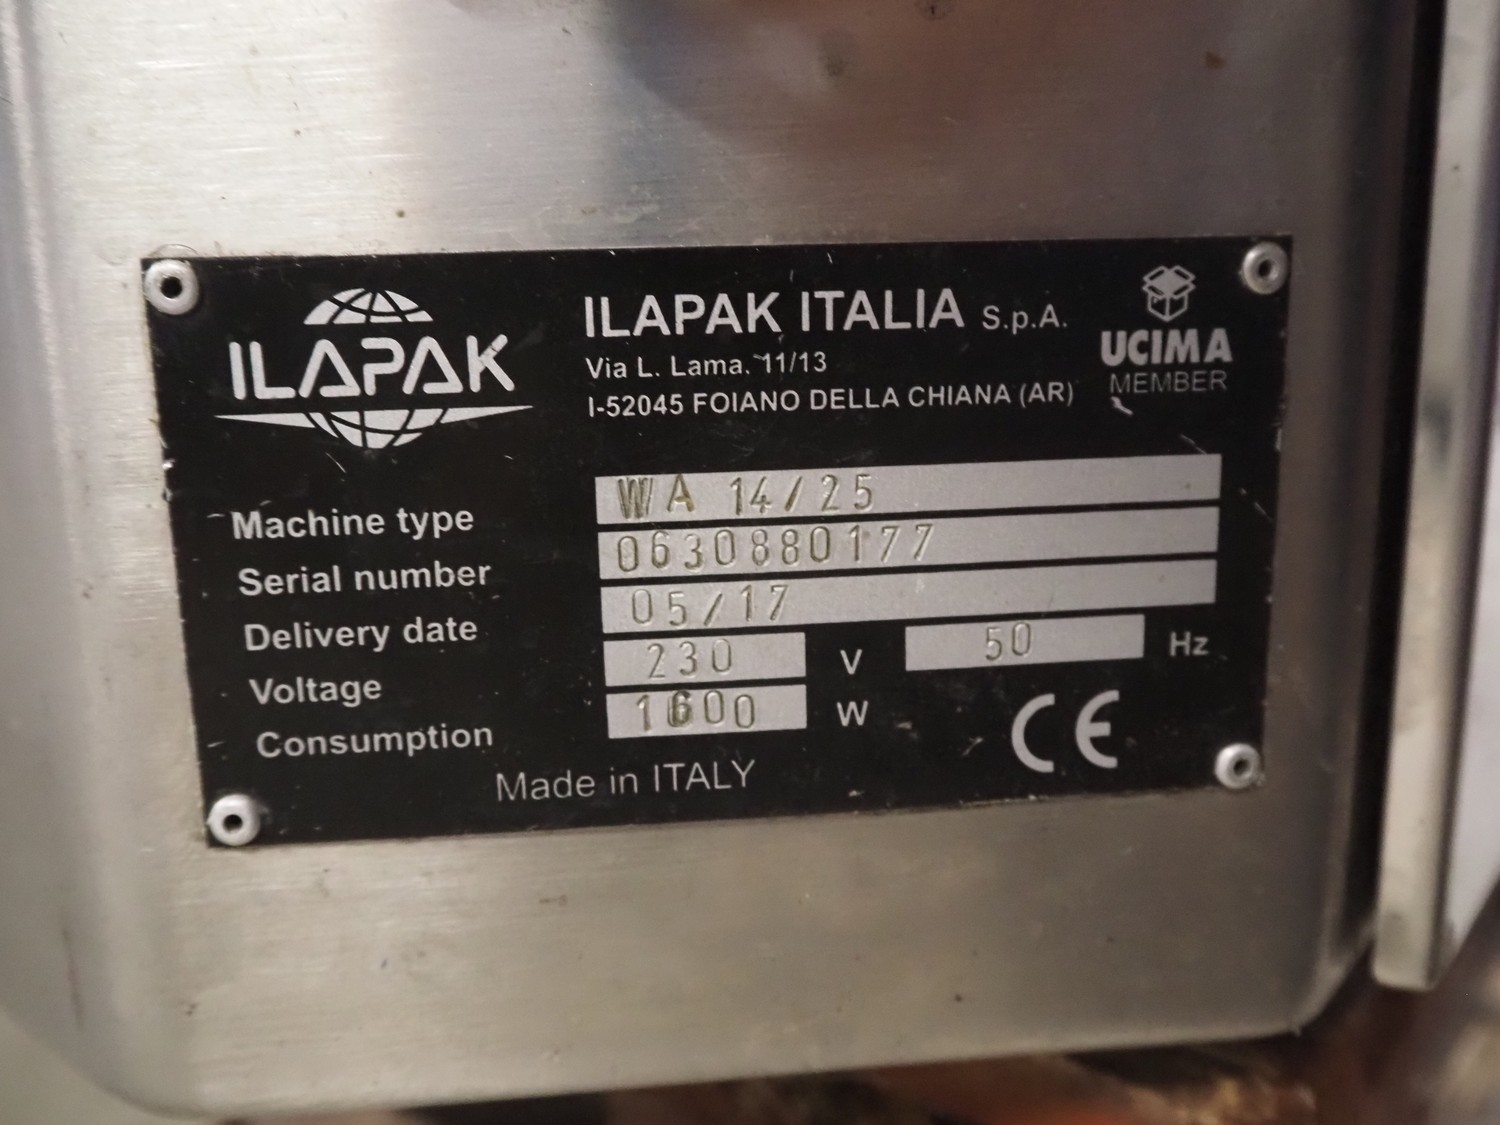 ILAPAK
ILAPAK ITALIA S.p.A.
Via L. Lama. 11/13
I-52045 FOIANO DELLA CHIANA (AR)
UCIMA
MEMBER
Machine type WA 14/25
Serial number 0630880177
Delivery date 05/17
Voltage 230 V 50 Hz
Consumption 1600 W
Made in ITALY
CE